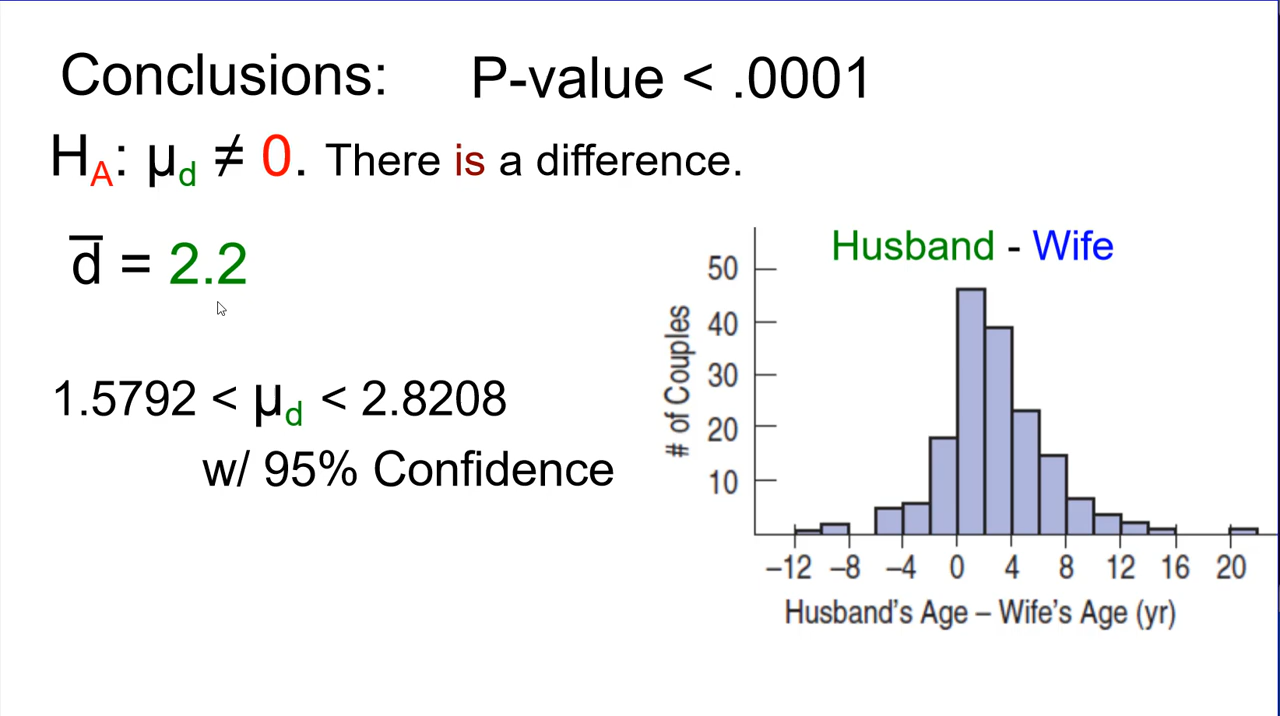 Conclusions: P-value < .0001
H_A: μ_d ≠ 0. There is a difference.
d̅ = 2.2
1.5792 < μ_d < 2.8208
w/ 95% Confidence
Husband - Wife
50
40
30
20
10
# of Couples
–12 –8 –4 0 4 8 12 16 20
Husband's Age – Wife's Age (yr)